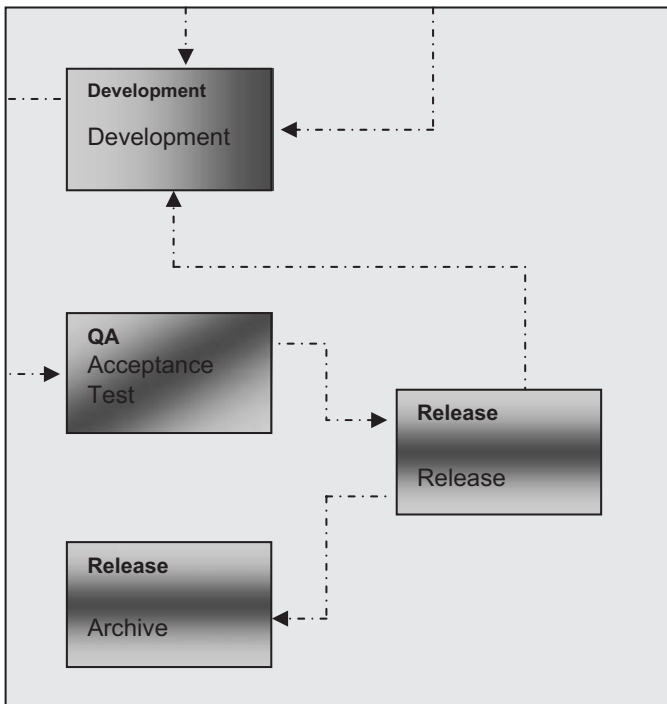 Development
Development
QA
Acceptance
Test
Release
Release
Release
Archive